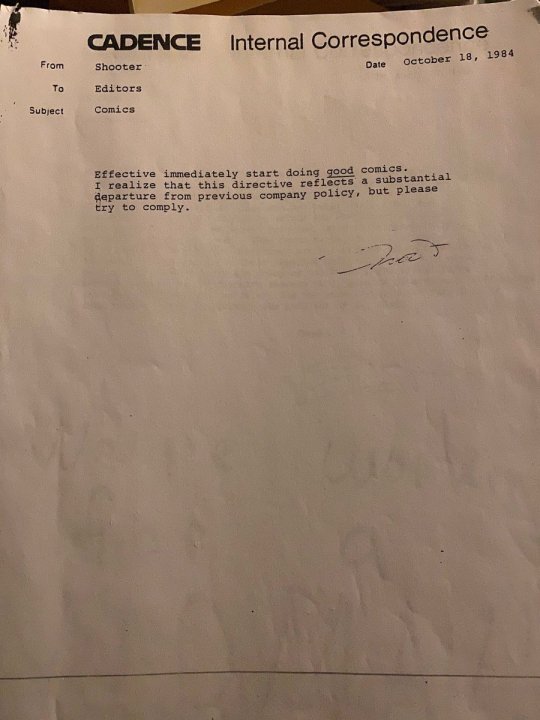 CADENCE Internal Correspondence
From Shooter Date October 18, 1984
To Editors
Subject Comics
Effective immediately start doing good comics.
I realize that this directive reflects a substantial
departure from previous company policy, but please
try to comply.